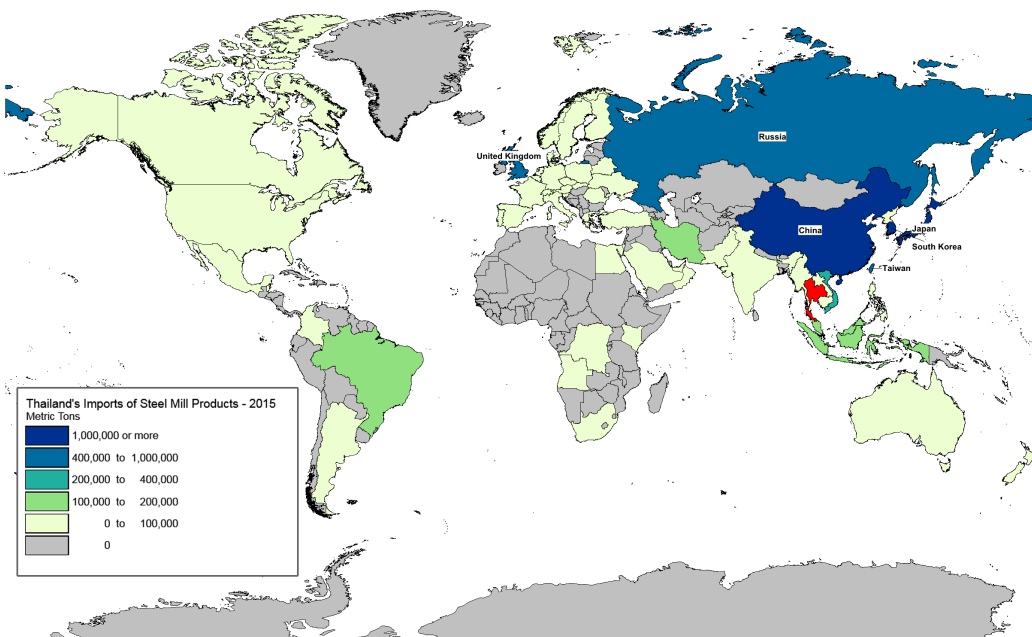 Russia
United Kingdom
China
Japan
South Korea
Taiwan
Thailand's Imports of Steel Mill Products - 2015
Metric Tons
1,000,000 or more
400,000 to 1,000,000
200,000 to 400,000
100,000 to 200,000
0 to 100,000
0